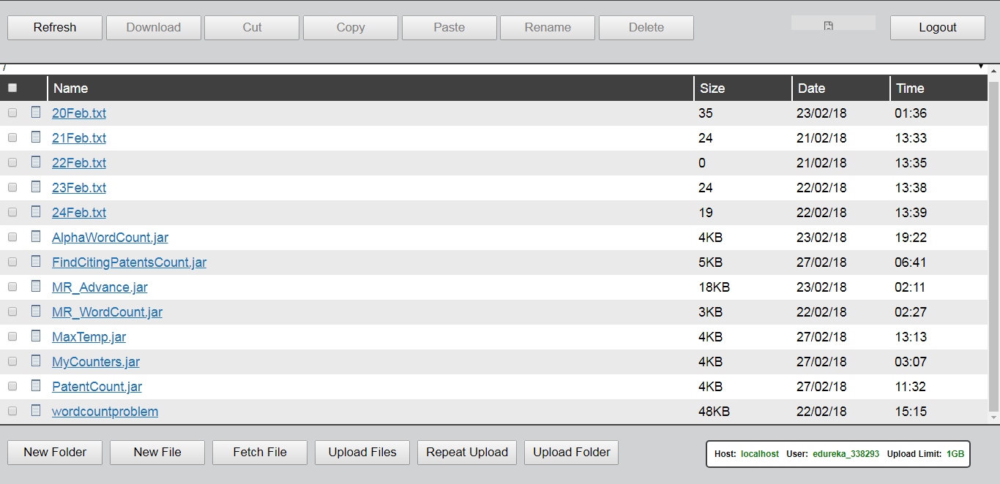 Refresh Download Cut Copy Paste Rename Delete Logout
/
Name Size Date Time
20Feb.txt 35 23/02/18 01:36
21Feb.txt 24 21/02/18 13:33
22Feb.txt 0 21/02/18 13:35
23Feb.txt 24 22/02/18 13:38
24Feb.txt 19 22/02/18 13:39
AlphaWordCount.jar 4KB 23/02/18 19:22
FindCitingPatentsCount.jar 5KB 27/02/18 06:41
MR_Advance.jar 18KB 23/02/18 02:11
MR_WordCount.jar 3KB 22/02/18 02:27
MaxTemp.jar 4KB 27/02/18 13:13
MyCounters.jar 4KB 27/02/18 03:07
PatentCount.jar 4KB 27/02/18 11:32
wordcountproblem 48KB 22/02/18 15:15
New Folder New File Fetch File Upload Files Repeat Upload Upload Folder Host: localhost User: edureka_338293 Upload Limit: 1GB